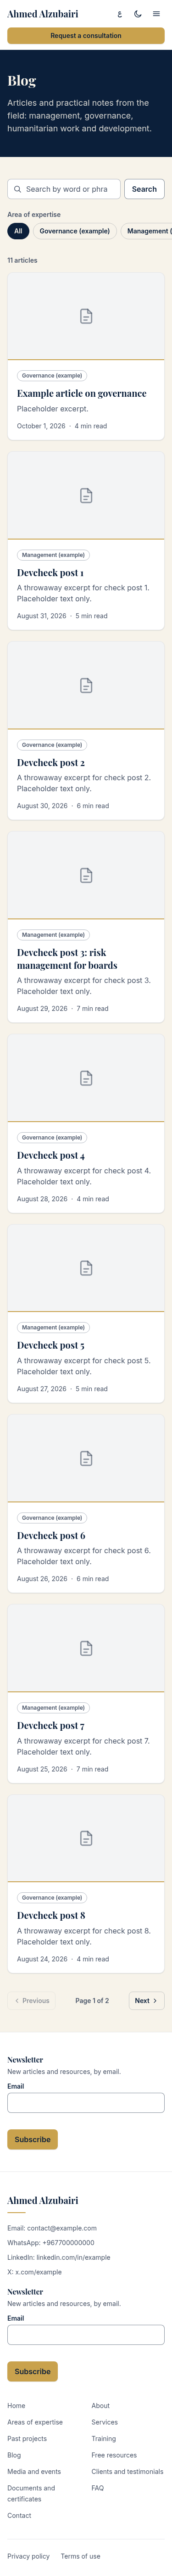 Ahmed Alzubairi
ع
Request a consultation
Blog
Articles and practical notes from the
field: management, governance,
humanitarian work and development.
Search by word or phra
Search
Area of expertise
All
Governance (example)
Management (
11 articles
Governance (example)
Example article on governance
Placeholder excerpt.
October 1, 2026 · 4 min read
Management (example)
Devcheck post 1
A throwaway excerpt for check post 1.
Placeholder text only.
August 31, 2026 · 5 min read
Governance (example)
Devcheck post 2
A throwaway excerpt for check post 2.
Placeholder text only.
August 30, 2026 · 6 min read
Management (example)
Devcheck post 3: risk
management for boards
A throwaway excerpt for check post 3.
Placeholder text only.
August 29, 2026 · 7 min read
Governance (example)
Devcheck post 4
A throwaway excerpt for check post 4.
Placeholder text only.
August 28, 2026 · 4 min read
Management (example)
Devcheck post 5
A throwaway excerpt for check post 5.
Placeholder text only.
August 27, 2026 · 5 min read
Governance (example)
Devcheck post 6
A throwaway excerpt for check post 6.
Placeholder text only.
August 26, 2026 · 6 min read
Management (example)
Devcheck post 7
A throwaway excerpt for check post 7.
Placeholder text only.
August 25, 2026 · 7 min read
Governance (example)
Devcheck post 8
A throwaway excerpt for check post 8.
Placeholder text only.
August 24, 2026 · 4 min read
Previous
Page 1 of 2
Next
Newsletter
New articles and resources, by email.
Email
Subscribe
Ahmed Alzubairi
Email: contact@example.com
WhatsApp: +967700000000
LinkedIn: linkedin.com/in/example
X: x.com/example
Newsletter
New articles and resources, by email.
Email
Subscribe
Home
About
Areas of expertise
Services
Past projects
Training
Blog
Free resources
Media and events
Clients and testimonials
Documents and
certificates
FAQ
Contact
Privacy policy
Terms of use